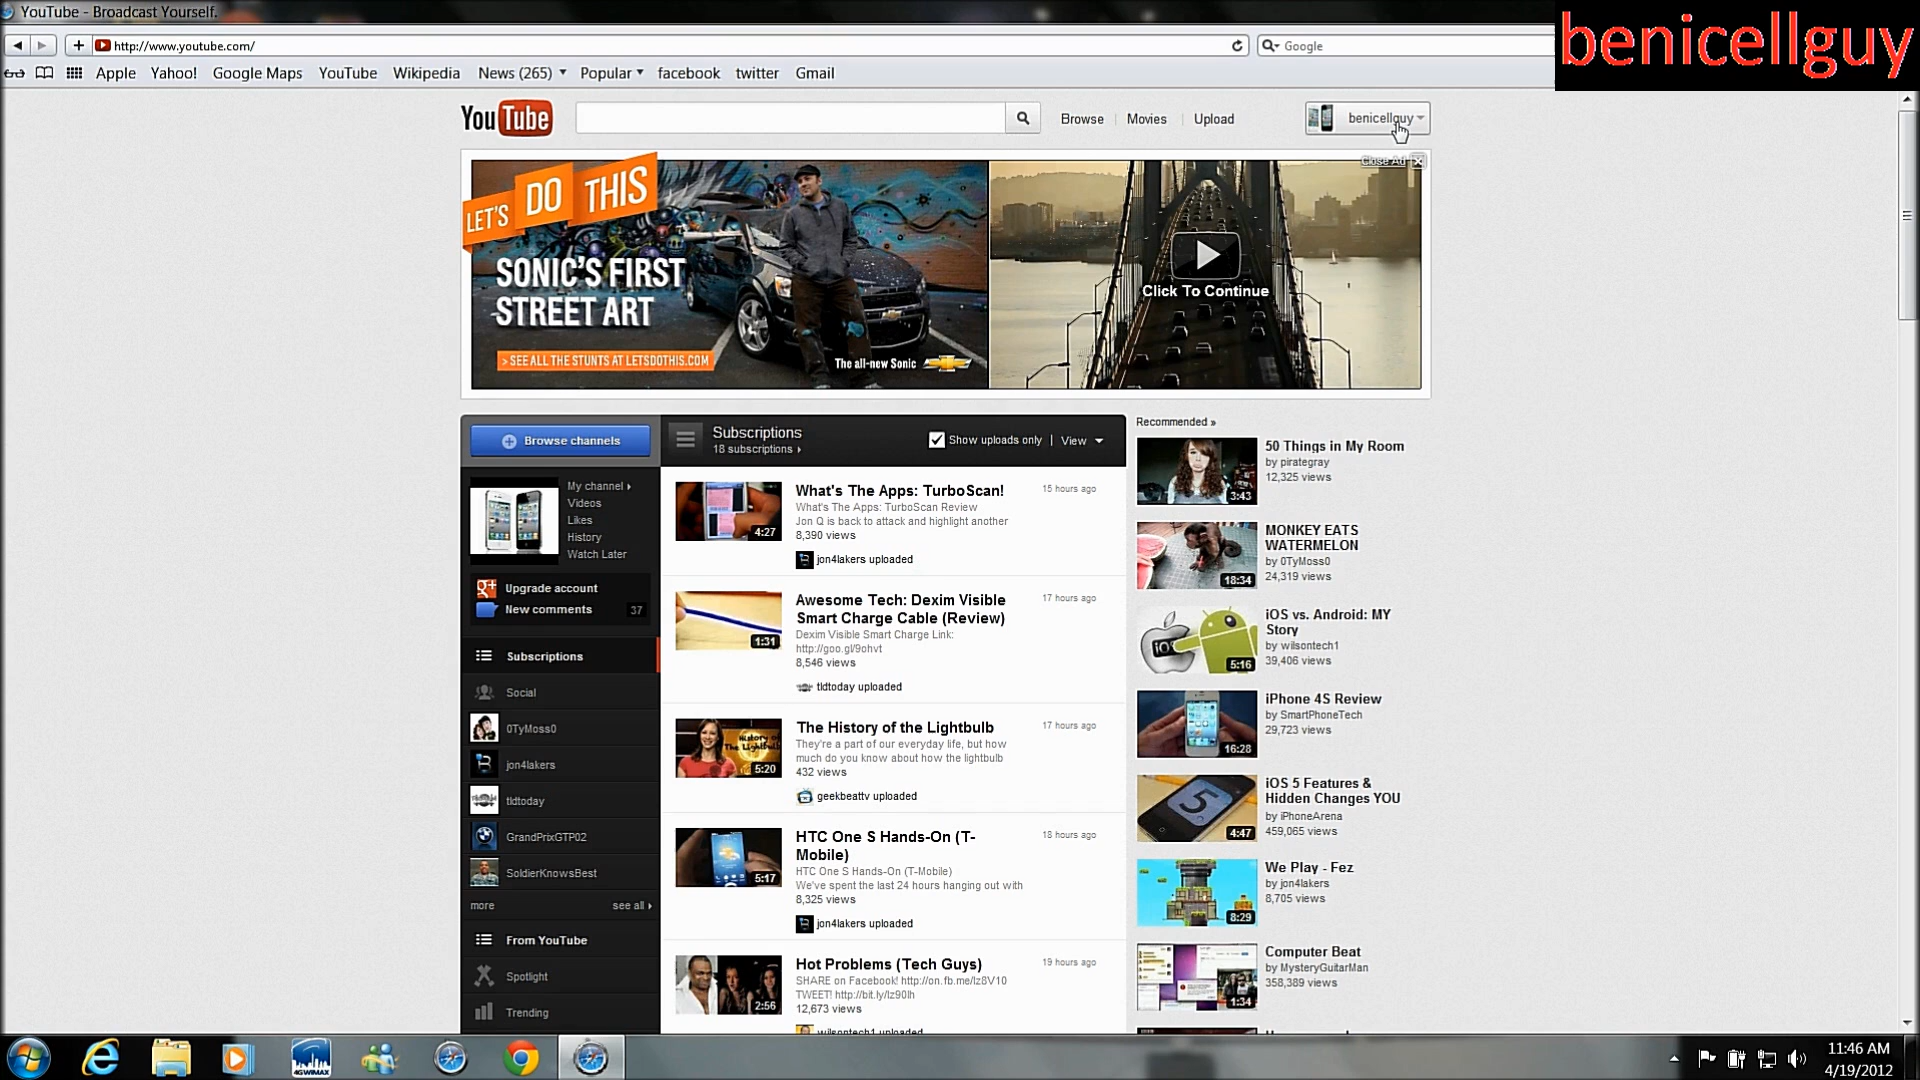 YouTube - Broadcast Yourself.
benicellguy
http://www.youtube.com/
Google
Apple Yahoo! Google Maps YouTube Wikipedia News (265) Popular facebook twitter Gmail
YouTube
Browse Movies Upload
benicellguy
Close Ad X
LET'S DO THIS
SONIC'S FIRST
STREET ART
> SEE ALL THE STUNTS AT LETSDOTHIS.COM
The all-new Sonic
Click To Continue
Browse channels
My channel
Videos
Likes
History
Watch Later
Upgrade account
New comments 37
Subscriptions
Social
0TyMoss0
jon4lakers
tldtoday
GrandPrixGTP02
SoldierKnowsBest
more see all
From YouTube
Spotlight
Trending
Subscriptions
18 subscriptions
Show uploads only | View
What's The Apps: TurboScan!
15 hours ago
What's The Apps: TurboScan Review
Jon Q is back to attack and highlight another
8,390 views
4:27
jon4lakers uploaded
Awesome Tech: Dexim Visible
Smart Charge Cable (Review)
17 hours ago
Dexim Visible Smart Charge Link:
http://goo.gl/9ohvt
8,546 views
1:31
tldtoday uploaded
The History of the Lightbulb
17 hours ago
They're a part of our everyday life, but how
much do you know about how the lightbulb
432 views
History of
The Lightbulb
5:20
geekbeattv uploaded
HTC One S Hands-On (T-
Mobile)
18 hours ago
HTC One S Hands-On (T-Mobile)
We've spent the last 24 hours hanging out with
8,325 views
5:17
jon4lakers uploaded
Hot Problems (Tech Guys)
19 hours ago
SHARE on Facebook! http://on.fb.me/Iz8V10
TWEET! http://bit.ly/Iz90lh
12,673 views
2:56
wilsontech1 uploaded
Recommended »
50 Things in My Room
by pirategray
12,325 views
3:43
MONKEY EATS
WATERMELON
by 0TyMoss0
24,319 views
18:34
iOS vs. Android: MY
Story
by wilsontech1
39,406 views
iOS
5:16
iPhone 4S Review
by SmartPhoneTech
29,723 views
16:28
iOS 5 Features &
Hidden Changes YOU
by iPhoneArena
459,065 views
5
4:47
We Play - Fez
by jon4lakers
8,705 views
8:29
Computer Beat
by MysteryGuitarMan
358,389 views
1:34
4GWIMAX
11:46 AM
4/19/2012